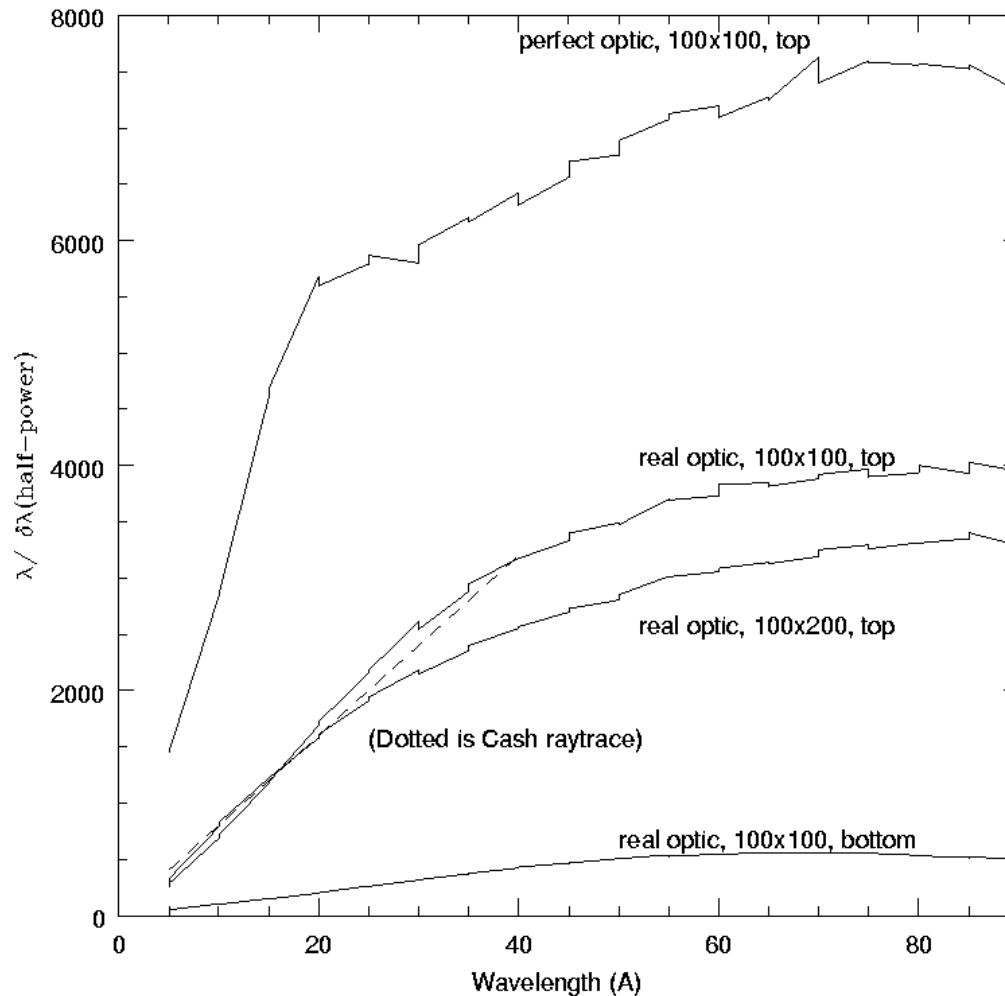 8000
perfect optic, 100x100, top
6000
λ/ δλ(half-power)
real optic, 100x100, top
4000
real optic, 100x200, top
2000
(Dotted is Cash raytrace)
real optic, 100x100, bottom
0
0 20 40 60 80
Wavelength (A)